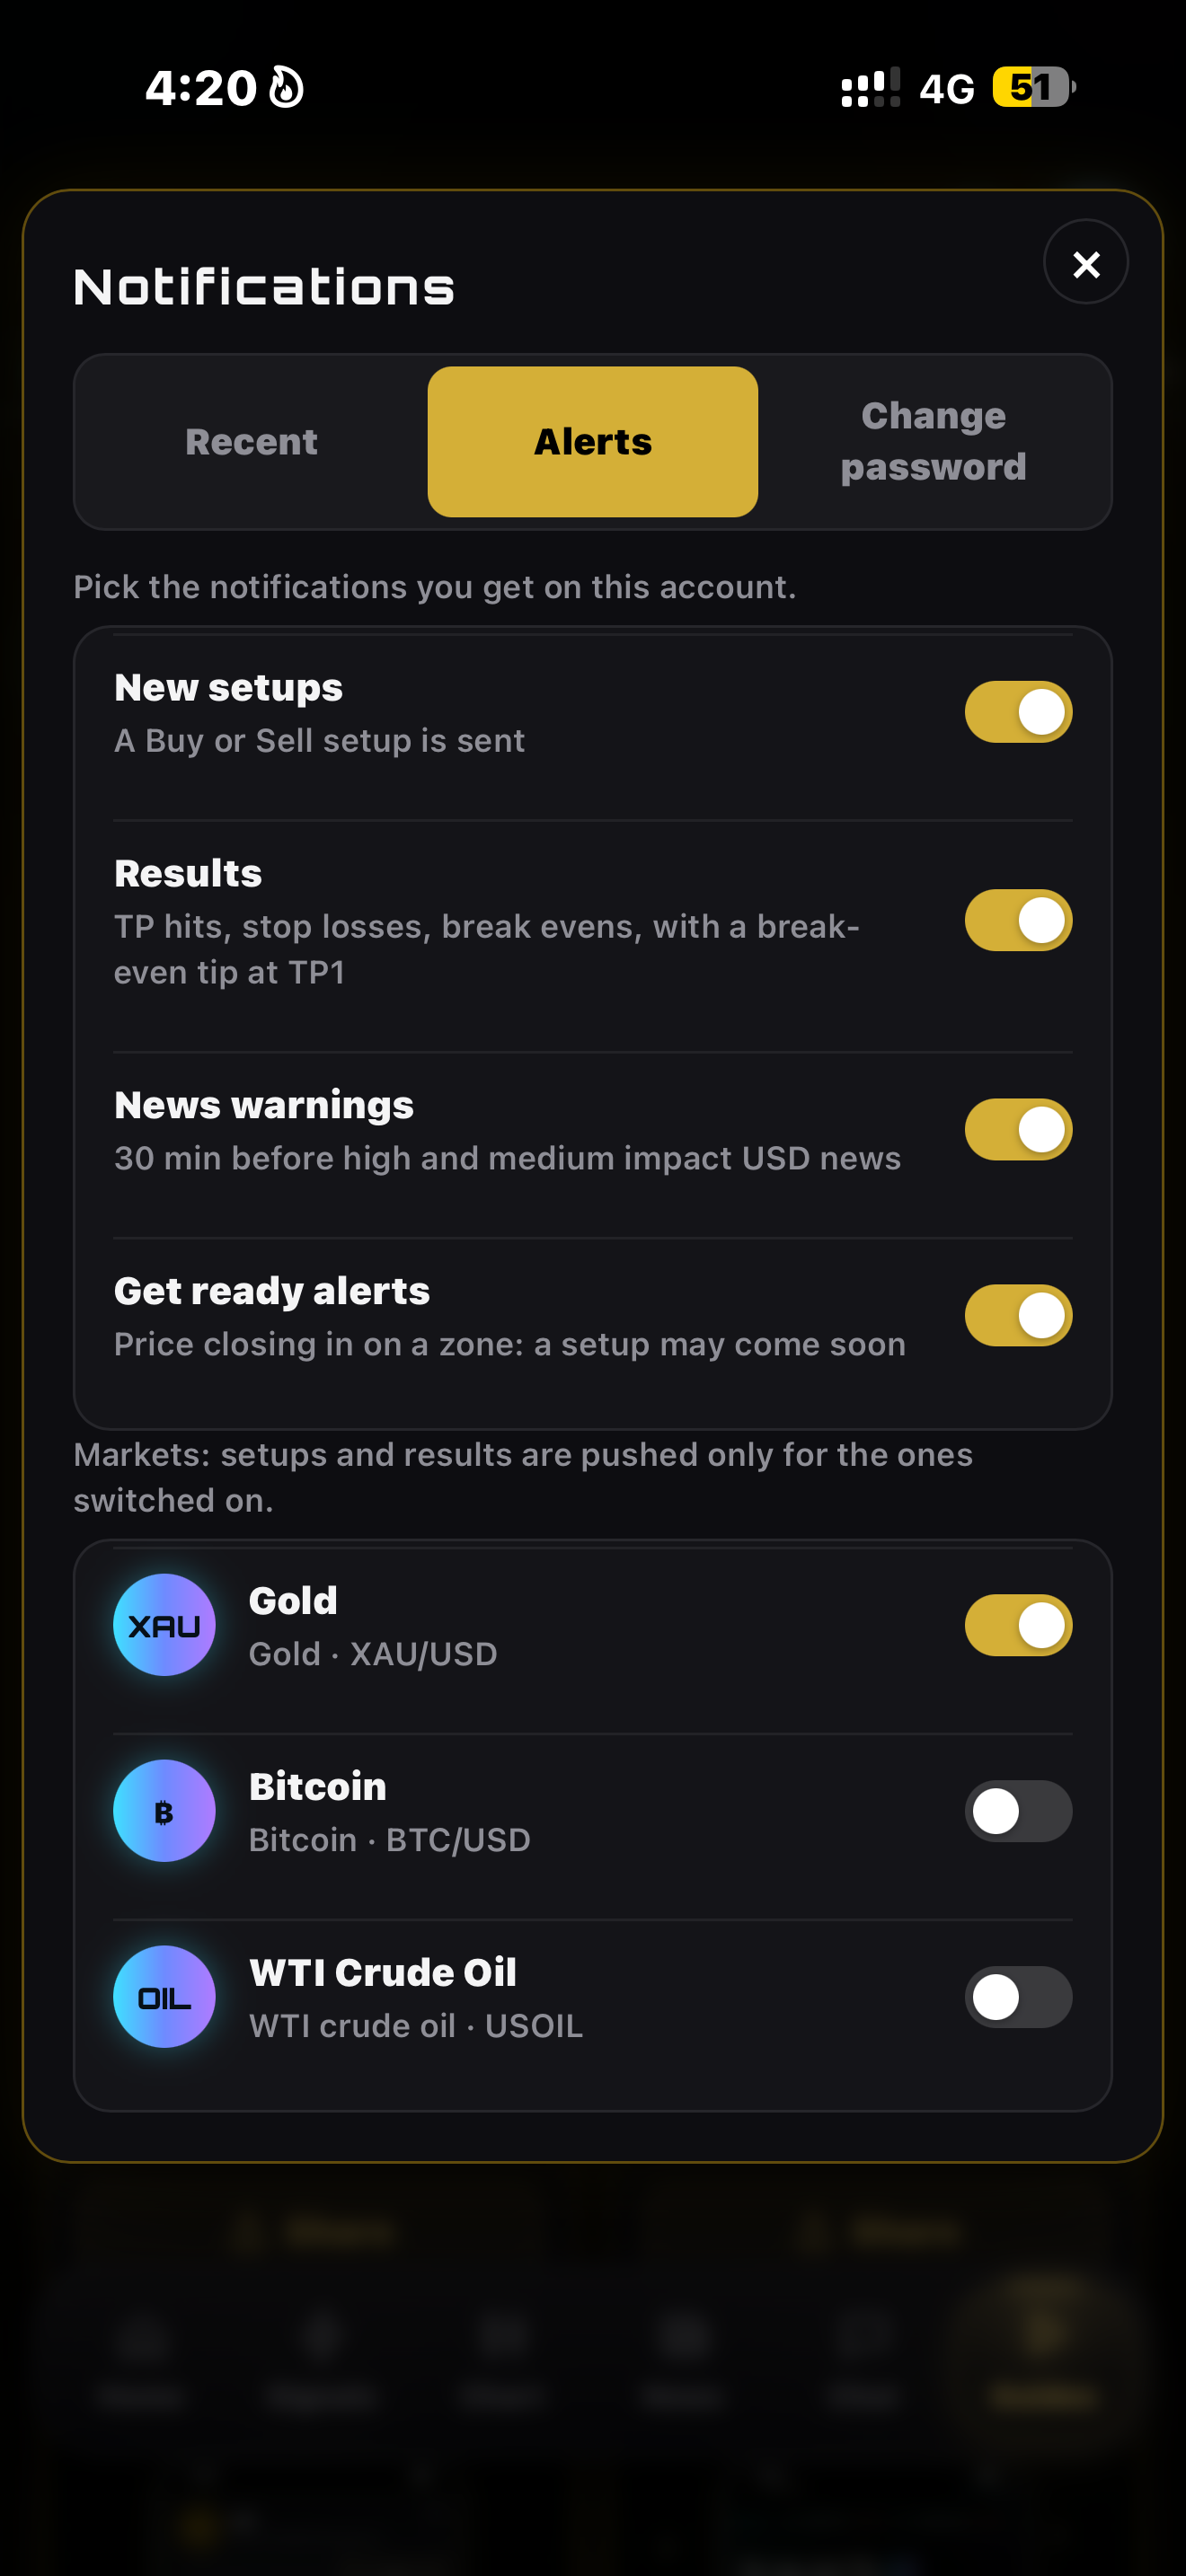 4:20
4G
51
Notifications
×
Recent
Alerts
Change
password
Pick the notifications you get on this account.
New setups
A Buy or Sell setup is sent
Results
TP hits, stop losses, break evens, with a break-
even tip at TP1
News warnings
30 min before high and medium impact USD news
Get ready alerts
Price closing in on a zone: a setup may come soon
Markets: setups and results are pushed only for the ones
switched on.
XAU
Gold
Gold · XAU/USD
₿
Bitcoin
Bitcoin · BTC/USD
OIL
WTI Crude Oil
WTI crude oil · USOIL
Share
Share